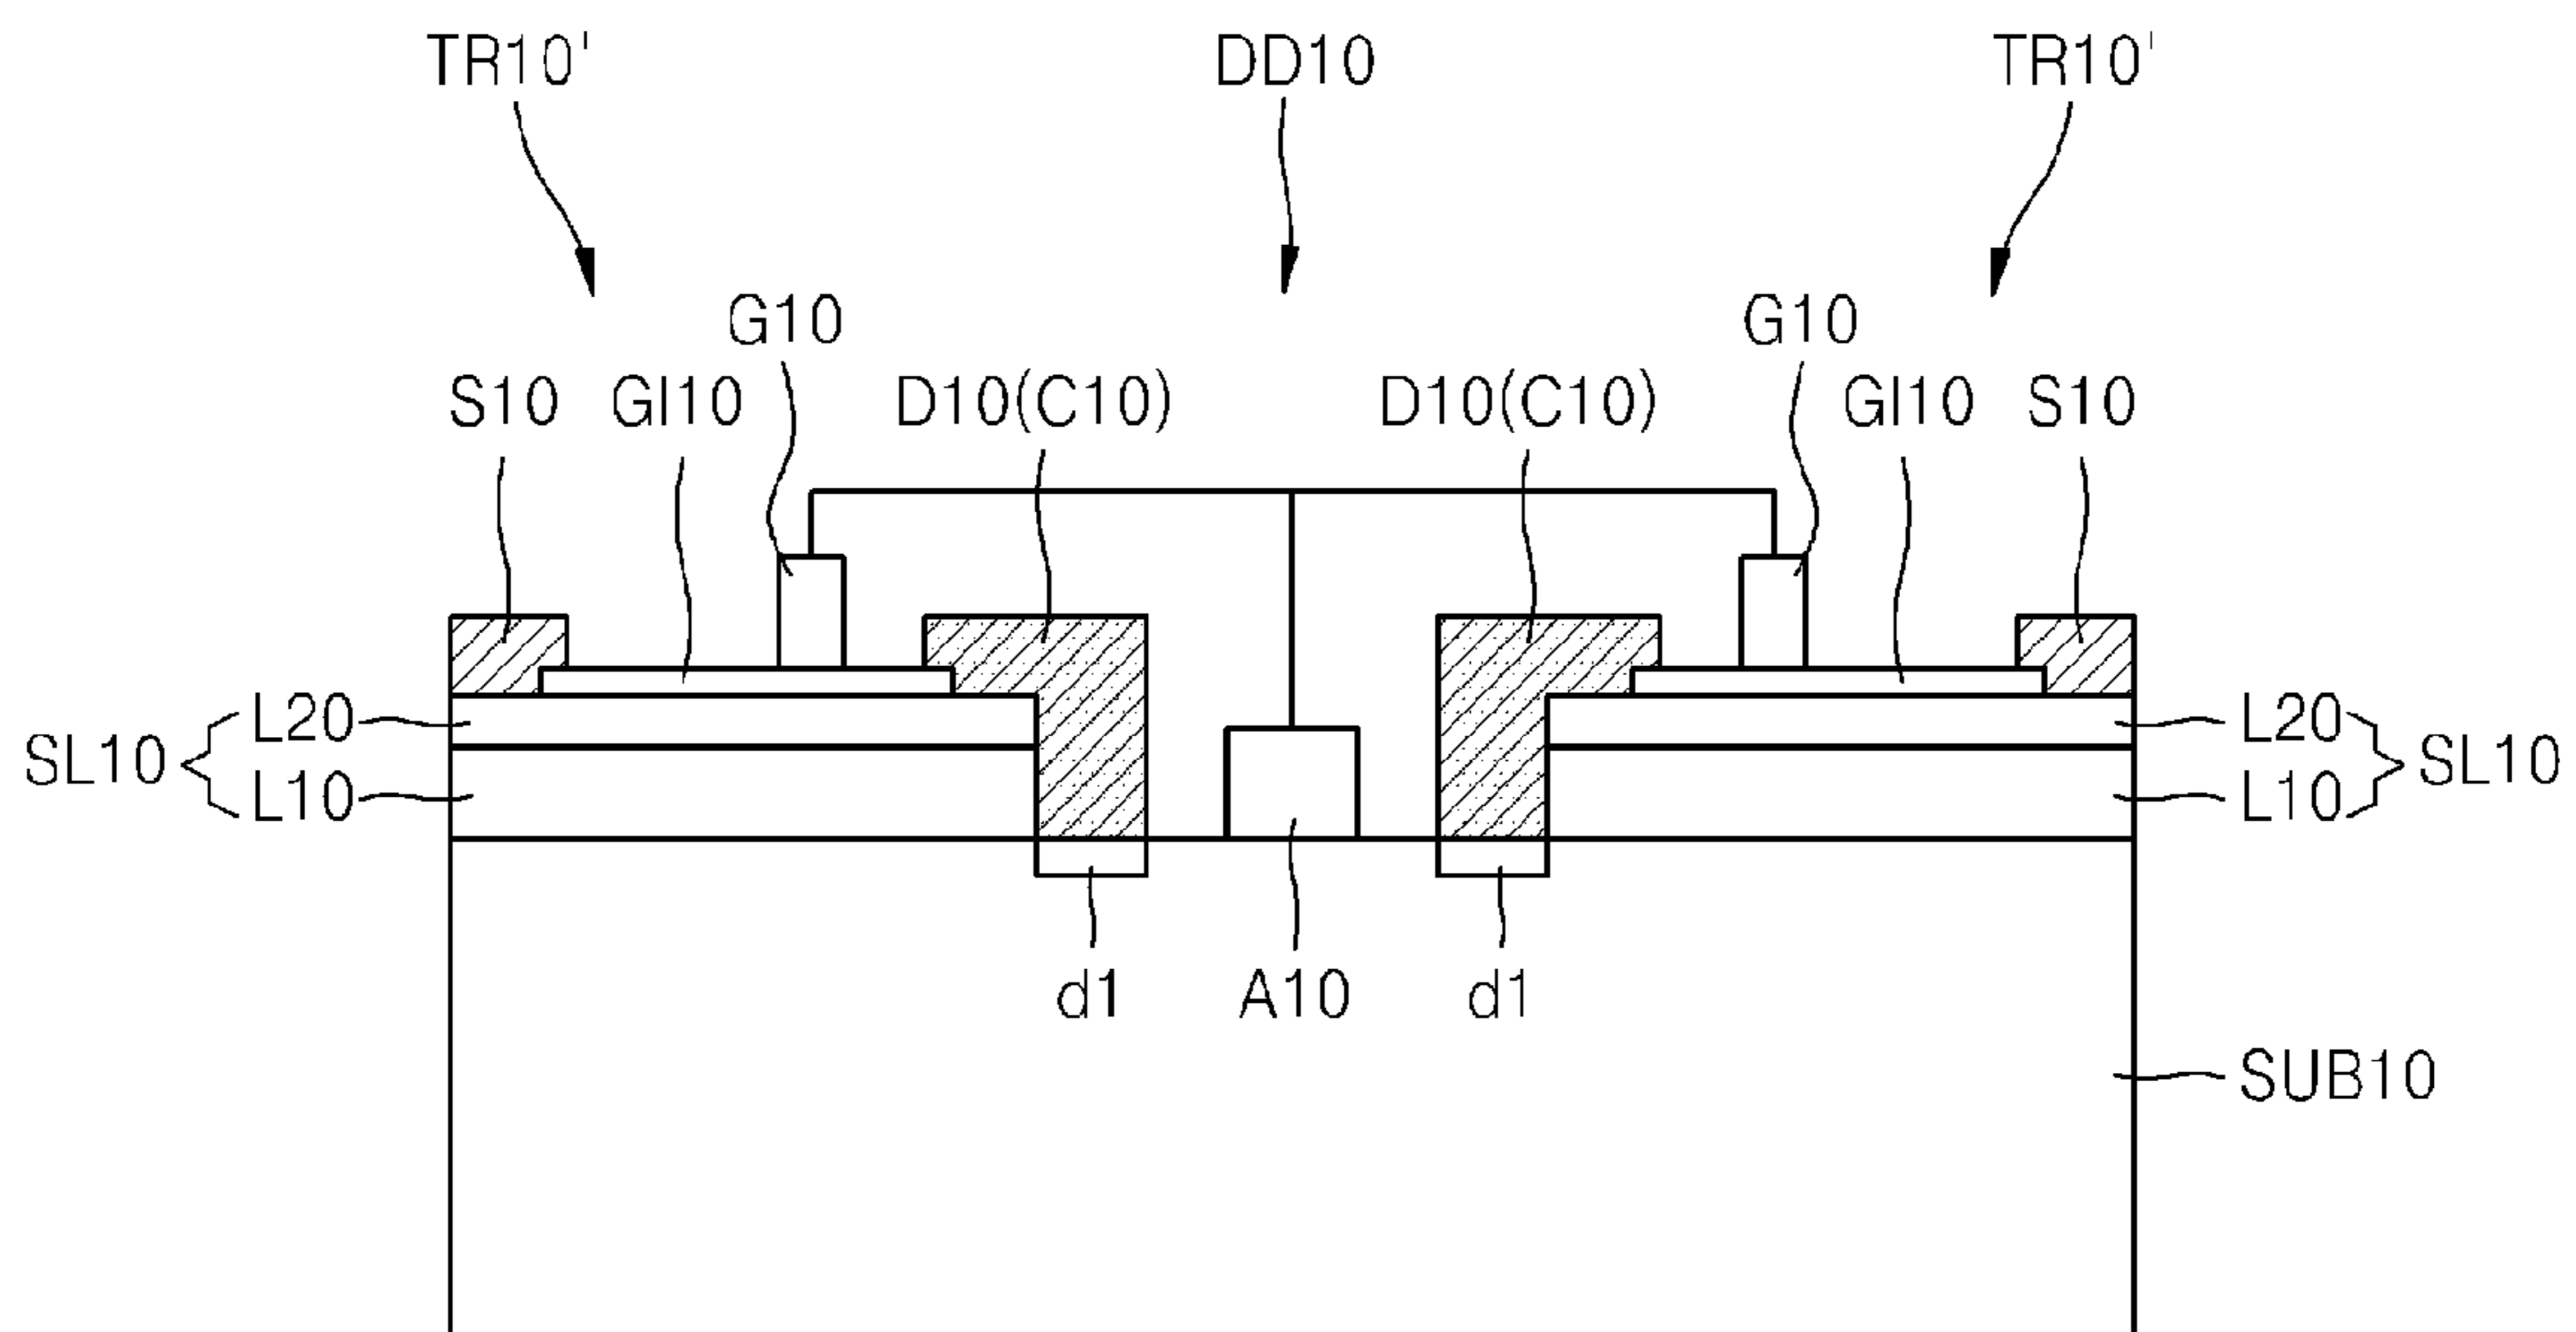 TR10' DD10 TR10'
G10 G10
S10 GI10 D10(C10) D10(C10) GI10 S10
L20 L20
SL10 SL10
L10 L10
d1 A10 d1
SUB10